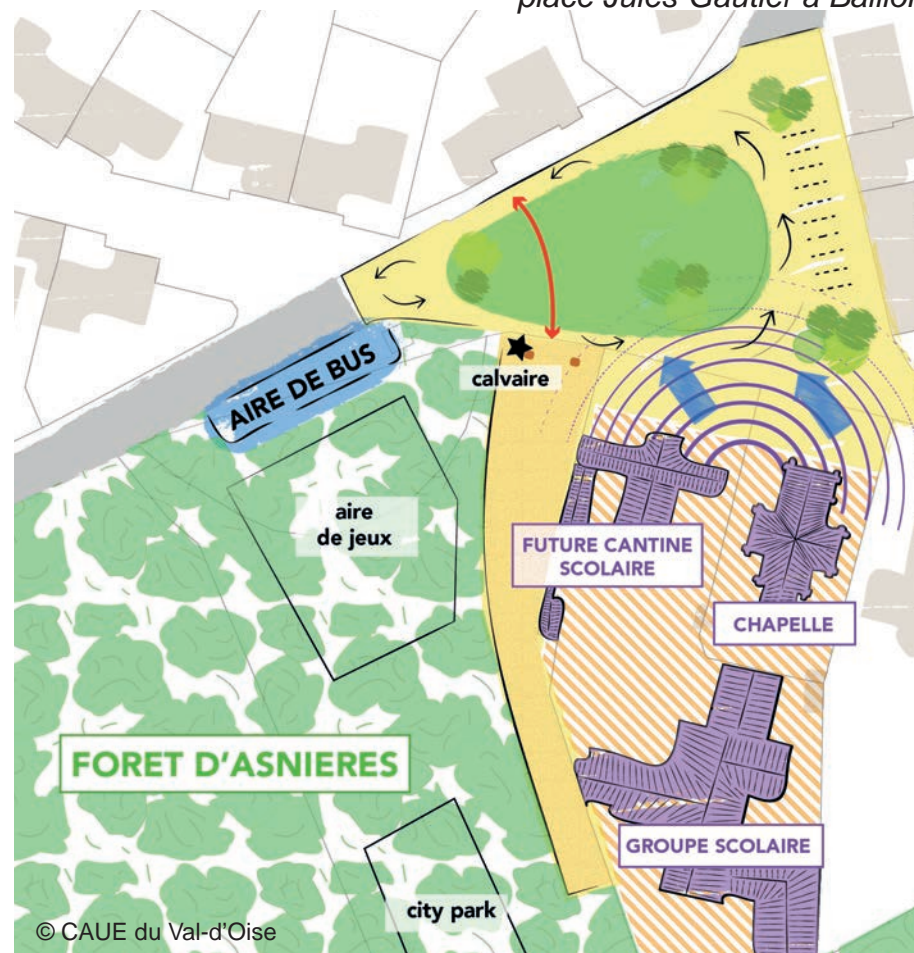 place Jules Gautier à Baillon
AIRE DE BUS
calvaire
aire
de jeux
FUTURE CANTINE
SCOLAIRE
CHAPELLE
FORET D'ASNIERES
GROUPE SCOLAIRE
city park
© CAUE du Val-d'Oise